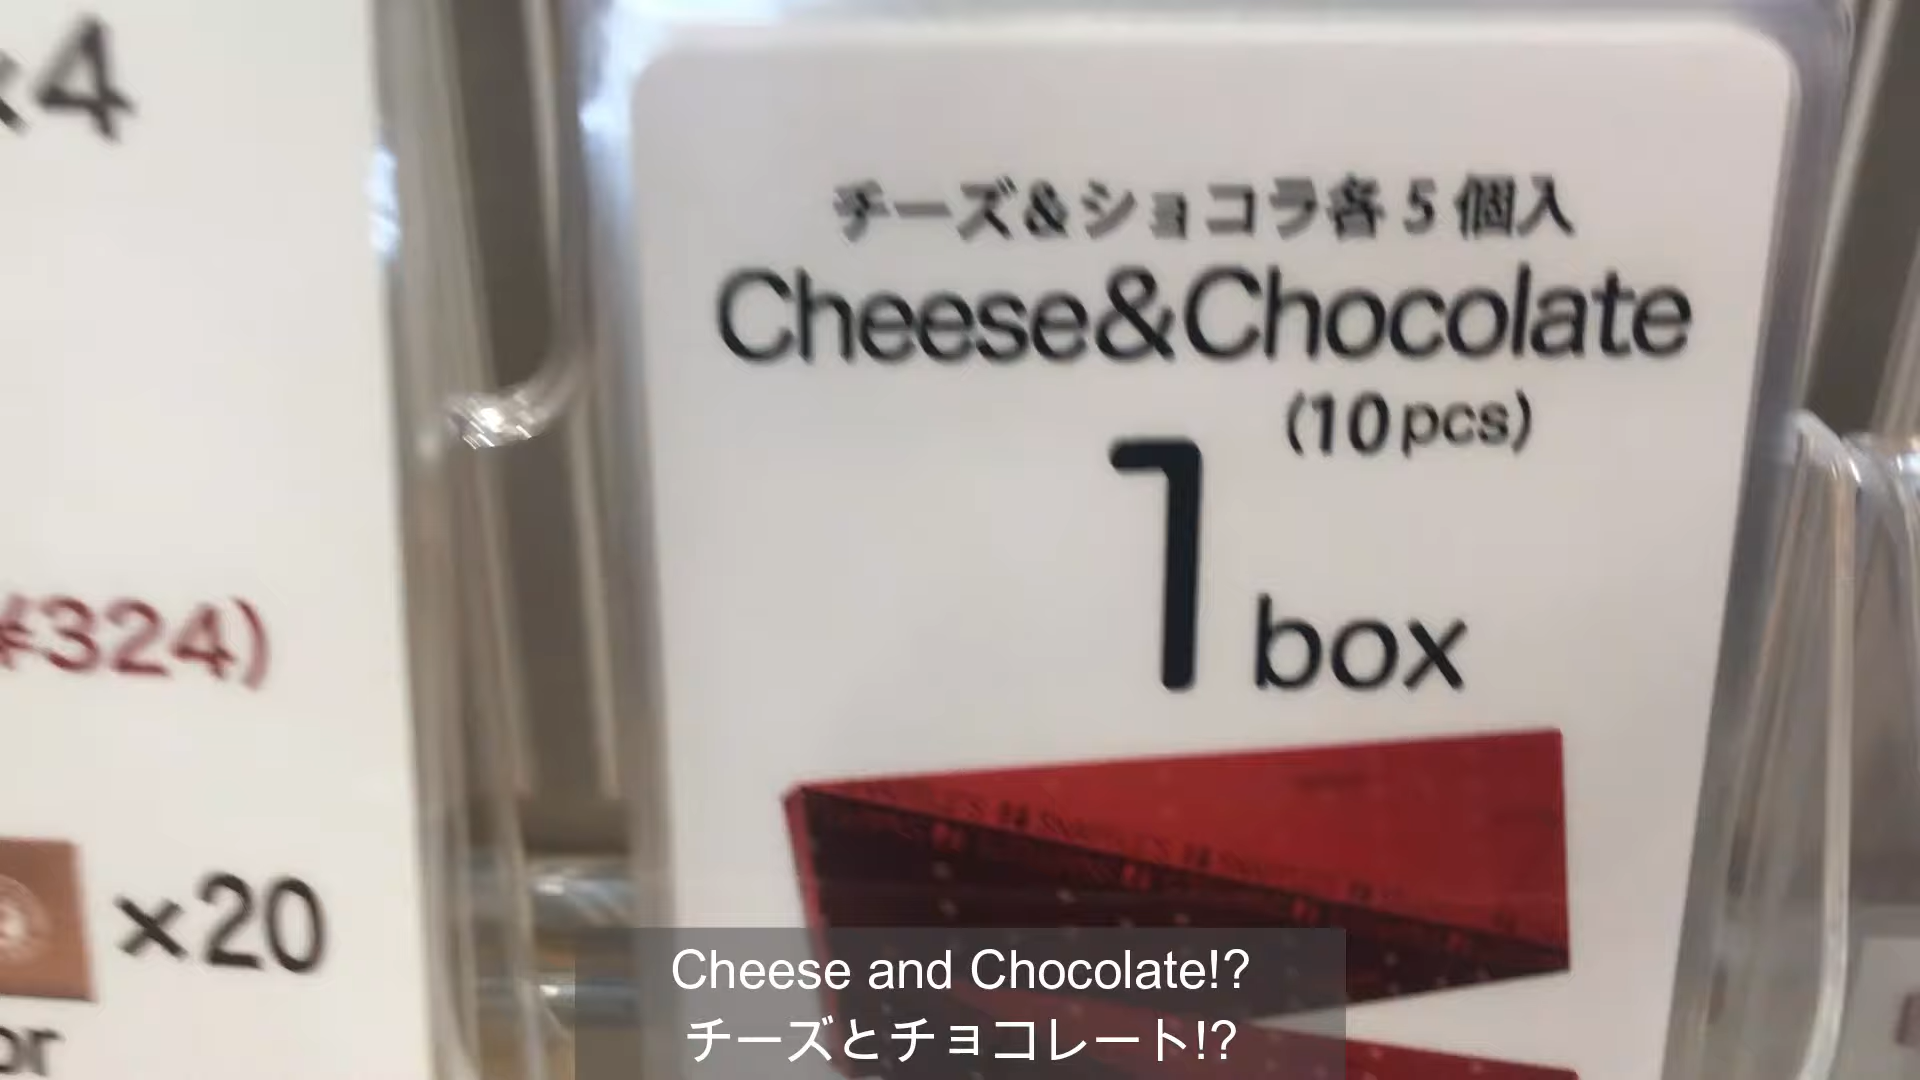 x4
¥324)
×20
or
チーズ&ショコラ各5個入
Cheese&Chocolate
(10pcs)
1 box
Cheese and Chocolate!?
チーズとチョコレート!?